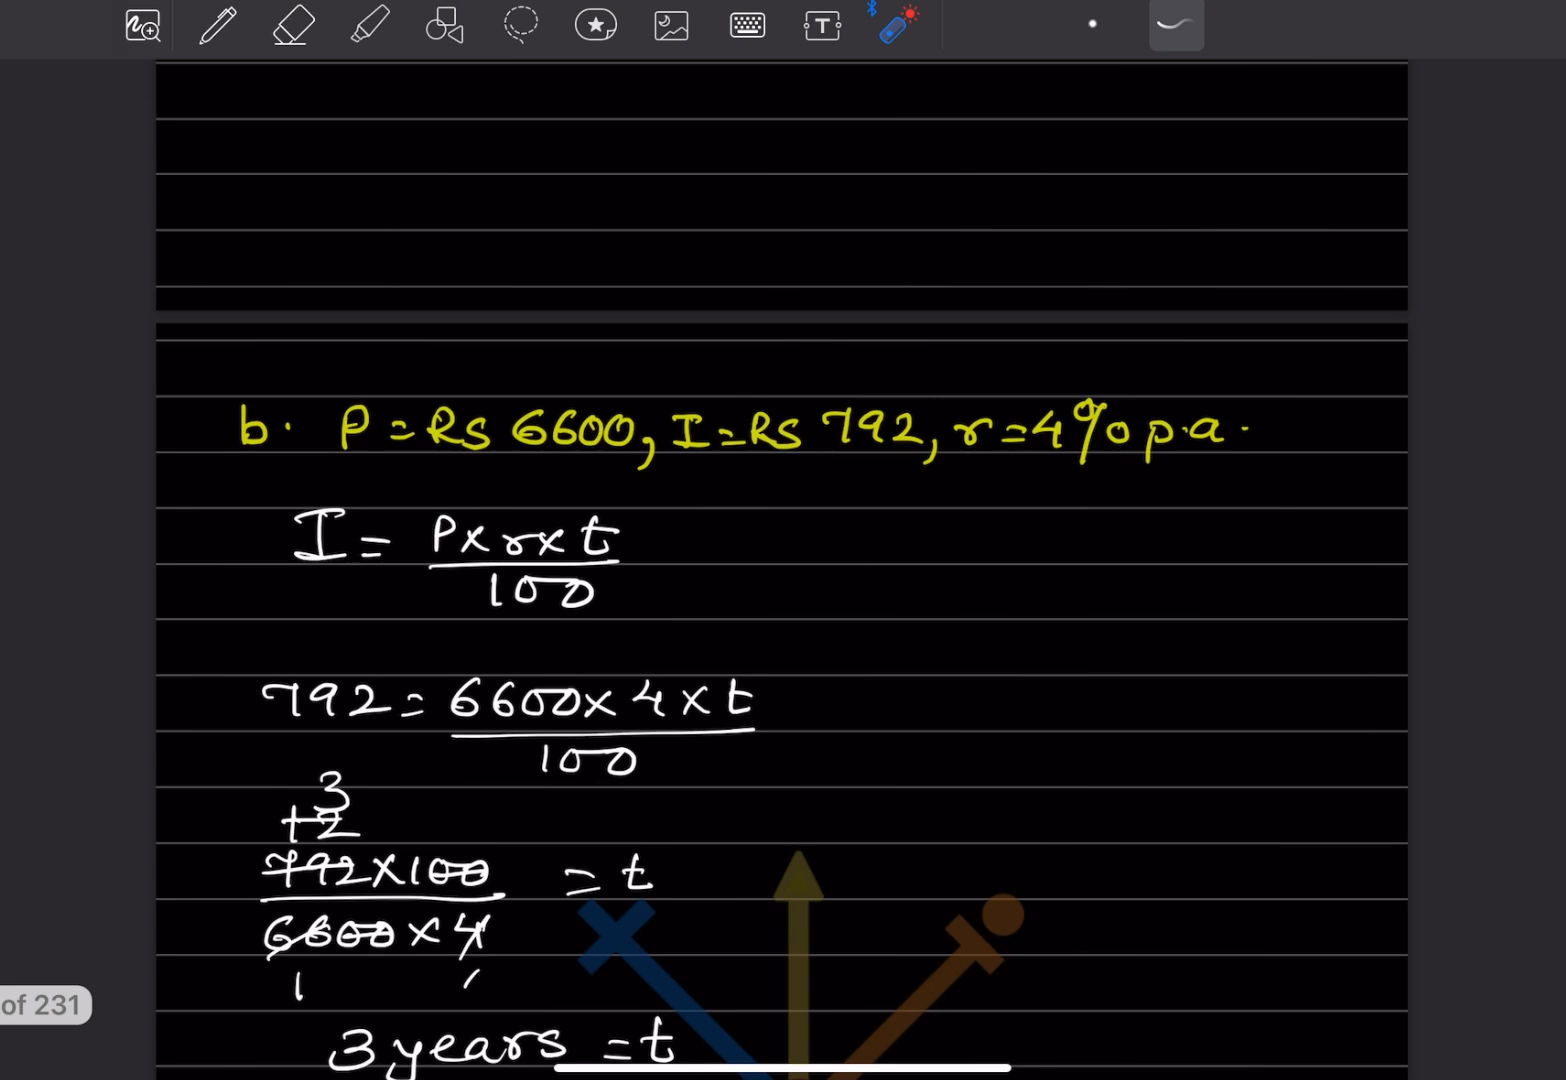 b. P = Rs 6600, I = Rs 792, r = 4% p.a.
I = P x r x t
100
792 = 6600 x 4 x t
100
3
12
792 x 100 = t
6600 x 4
1 1
of 231
3 years = t